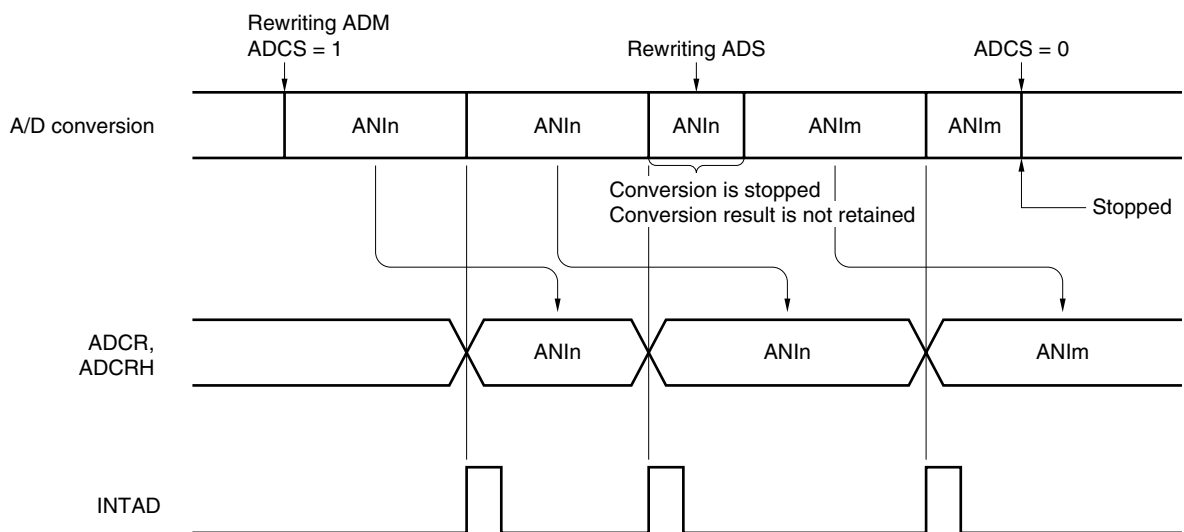 Rewriting ADM
ADCS = 1
Rewriting ADS
ADCS = 0
A/D conversion
ANIn
ANIn
ANIn
ANIm
ANIm
Conversion is stopped
Conversion result is not retained
Stopped
ADCR,
ADCRH
ANIn
ANIn
ANIm
INTAD